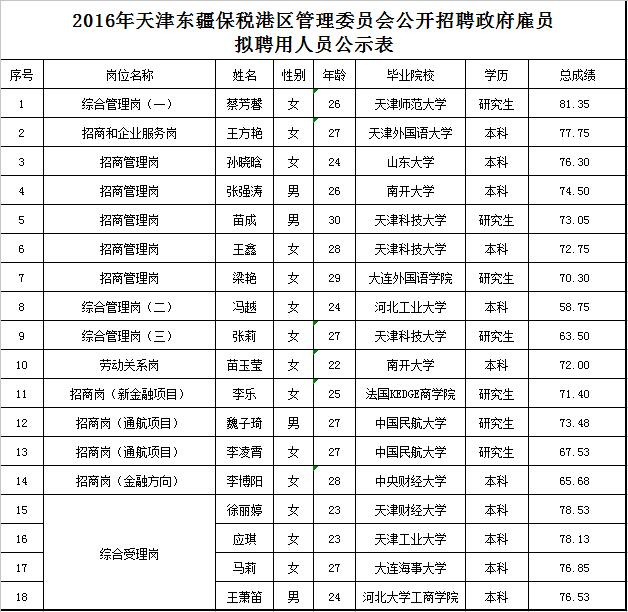 2016年天津东疆保税港区管理委员会公开招聘政府雇员
拟聘用人员公示表
序号 岗位名称 姓名 性别 年龄 毕业院校 学历 总成绩
1 综合管理岗（一） 蔡芳馨 女 26 天津师范大学 研究生 81.35
2 招商和企业服务岗 王方艳 女 27 天津外国语大学 本科 77.75
3 招商管理岗 孙晓晗 女 24 山东大学 本科 76.30
4 招商管理岗 张强涛 男 26 南开大学 本科 74.50
5 招商管理岗 苗成 男 30 天津科技大学 研究生 73.05
6 招商管理岗 王鑫 女 28 天津科技大学 本科 72.75
7 招商管理岗 梁艳 女 29 大连外国语学院 研究生 70.30
8 综合管理岗（二） 冯越 女 24 河北工业大学 本科 58.75
9 综合管理岗（三） 张莉 女 27 天津科技大学 研究生 63.50
10 劳动关系岗 苗玉莹 女 22 南开大学 本科 72.00
11 招商岗（新金融项目） 李乐 女 25 法国KEDGE商学院 研究生 71.40
12 招商岗（通航项目） 魏子琦 男 27 中国民航大学 研究生 73.48
13 招商岗（通航项目） 李凌霄 女 27 中国民航大学 研究生 67.53
14 招商岗（金融方向） 李博阳 女 28 中央财经大学 本科 65.68
15 综合受理岗 徐丽婷 女 23 天津财经大学 本科 78.53
16 应琪 女 23 天津工业大学 本科 78.13
17 马莉 女 27 大连海事大学 本科 76.85
18 王萧笛 男 24 河北大学工商学院 本科 76.53